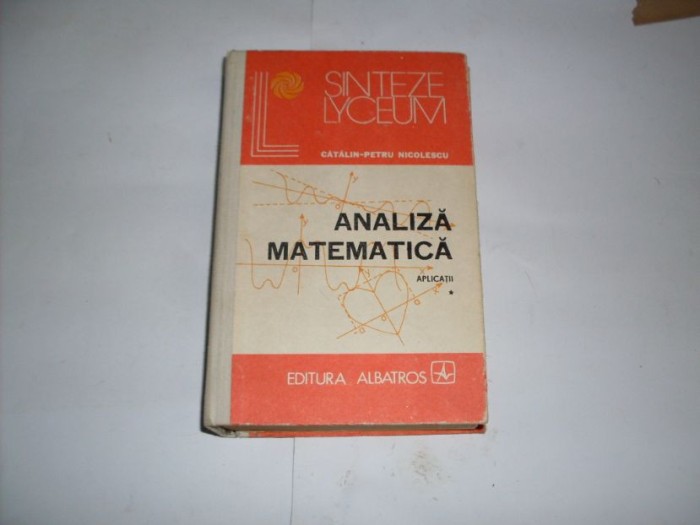 SINTEZE
LYCEUM
CĂTĂLIN-PETRU NICOLESCU
ANALIZĂ
MATEMATICĂ
APLICAȚII
*
EDITURA ALBATROS